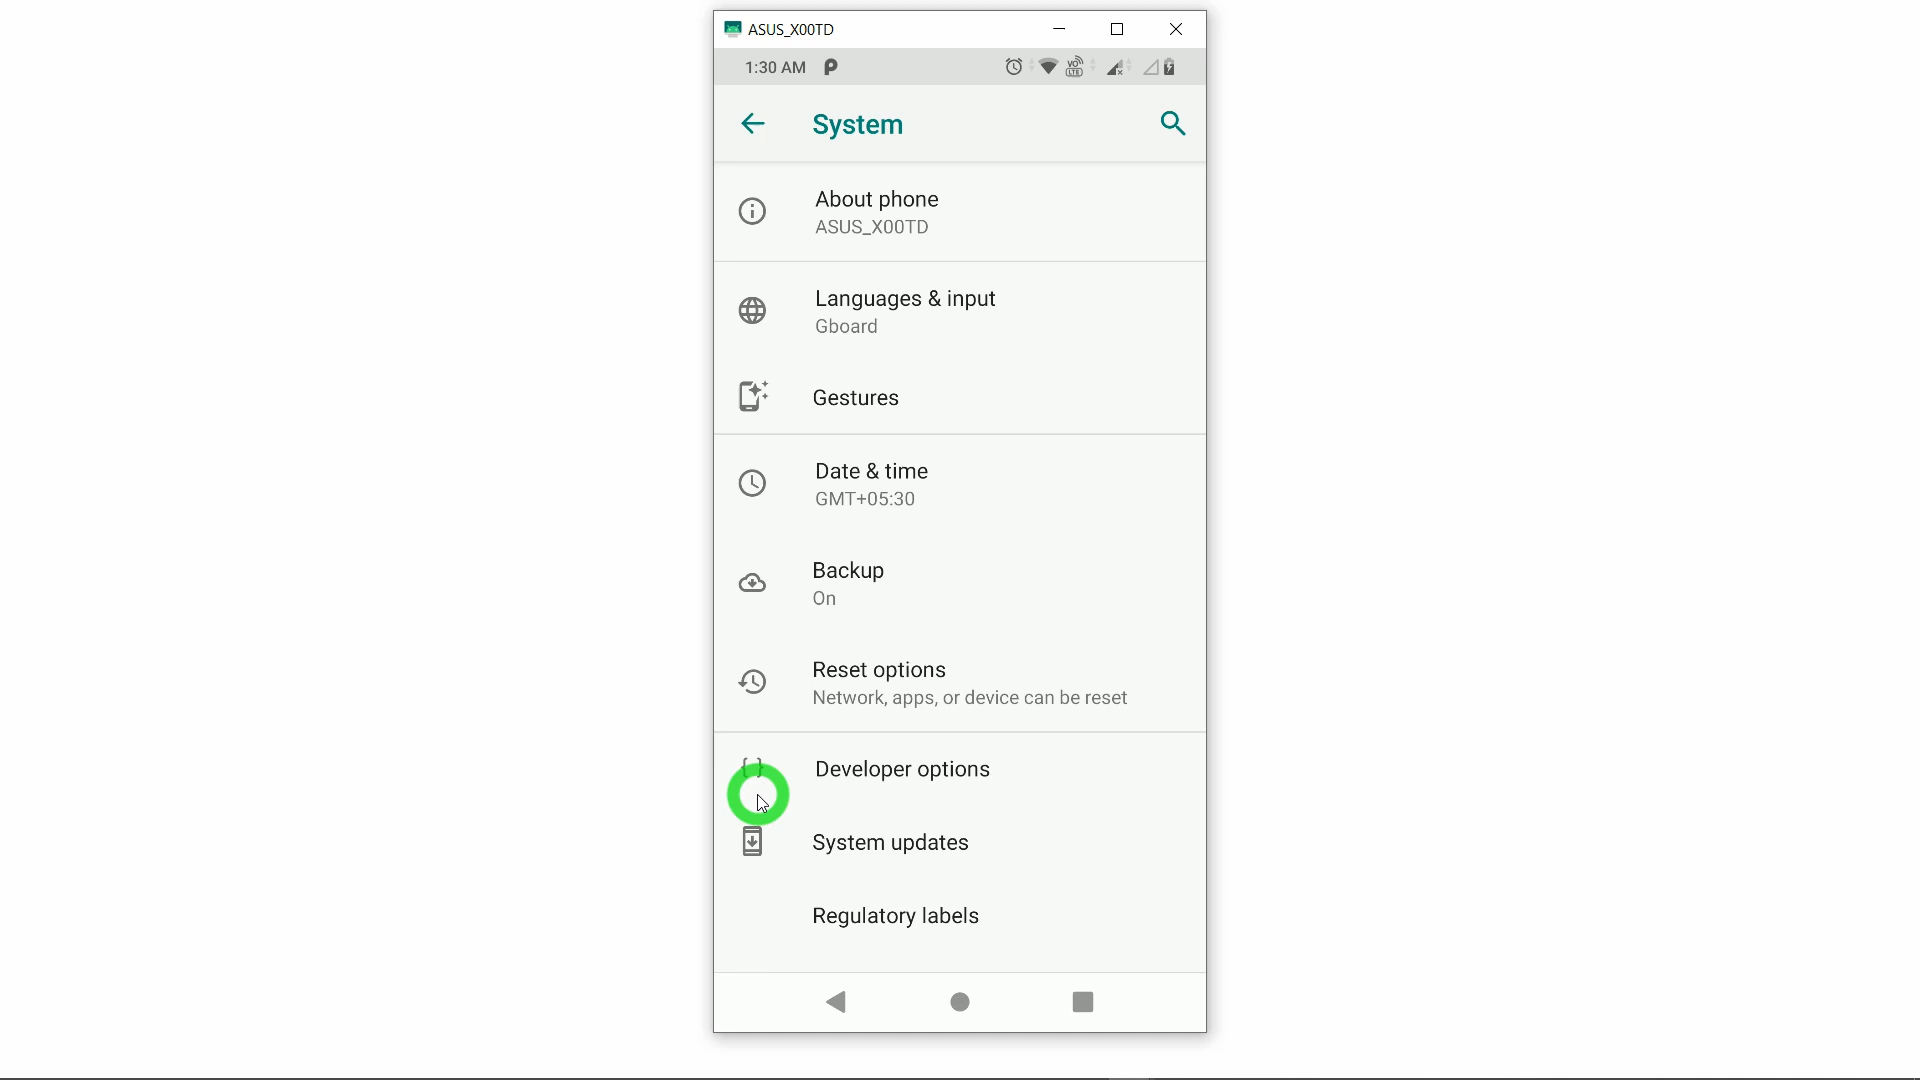 ASUS_X00TD
1:30 AM
System
About phone
ASUS_X00TD
Languages & input
Gboard
Gestures
Date & time
GMT+05:30
Backup
On
Reset options
Network, apps, or device can be reset
Developer options
System updates
Regulatory labels